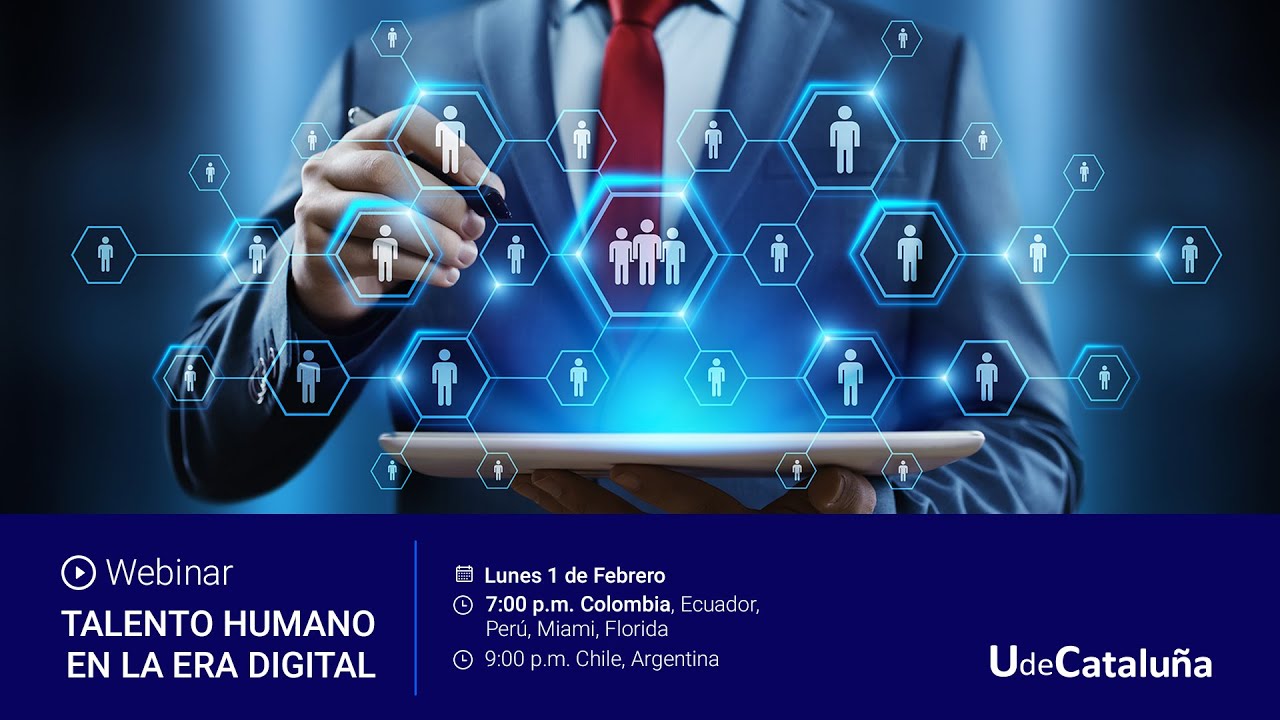 Webinar
TALENTO HUMANO
EN LA ERA DIGITAL
Lunes 1 de Febrero
7:00 p.m. Colombia, Ecuador,
Perú, Miami, Florida
9:00 p.m. Chile, Argentina
UdeCataluña